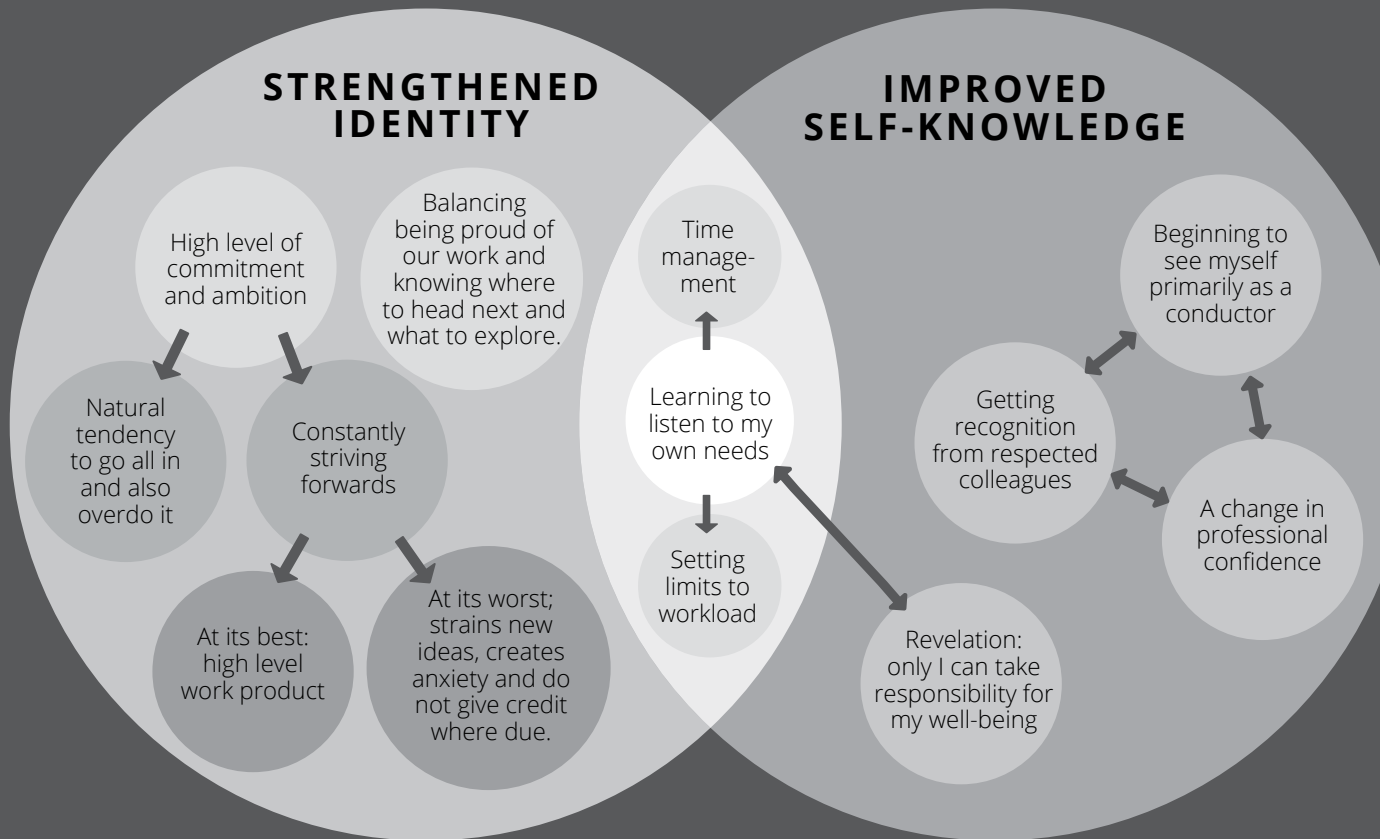 STRENGTHENED
IDENTITY
High level of
commitment
and ambition
Balancing
being proud of
our work and
knowing where
to head next and
what to explore.
Natural
tendency
to go all in
and also
overdo it
Constantly
striving
forwards
At its best:
high level
work product
At its worst;
strains new
ideas, creates
anxiety and do
not give credit
where due.
Time
manage-
ment
Learning to
listen to my
own needs
Setting
limits to
workload
IMPROVED
SELF-KNOWLEDGE
Beginning to
see myself
primarily as a
conductor
Getting
recognition
from respected
colleagues
A change in
professional
confidence
Revelation:
only I can take
responsibility for
my well-being